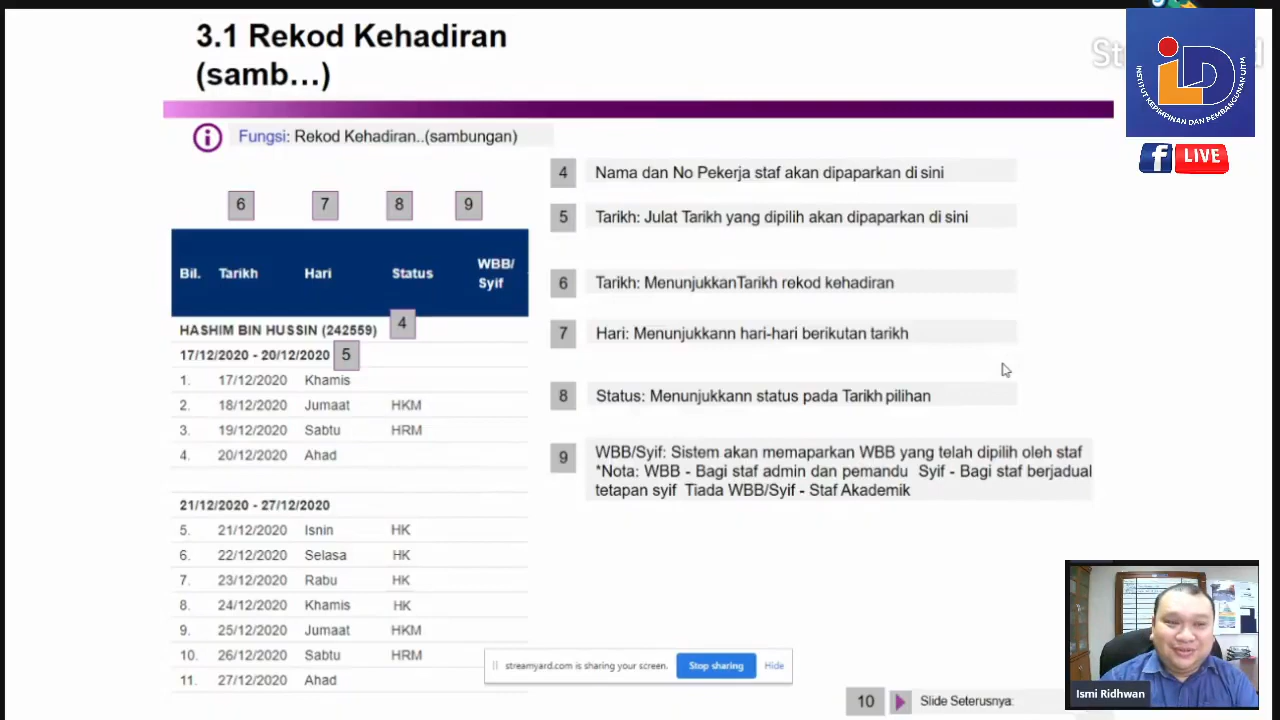 3.1 Rekod Kehadiran
(samb…)
INSTITUT KEPIMPINAN DAN PEMBANGUNAN UITM
LIVE
Fungsi: Rekod Kehadiran..(sambungan)
6 7 8 9
Bil. Tarikh Hari Status WBB/
Syif
HASHIM BIN HUSSIN (242559) 4
17/12/2020 - 20/12/2020 5
1. 17/12/2020 Khamis
2. 18/12/2020 Jumaat HKM
3. 19/12/2020 Sabtu HRM
4. 20/12/2020 Ahad
21/12/2020 - 27/12/2020
5. 21/12/2020 Isnin HK
6. 22/12/2020 Selasa HK
7. 23/12/2020 Rabu HK
8. 24/12/2020 Khamis HK
9. 25/12/2020 Jumaat HKM
10. 26/12/2020 Sabtu HRM
11. 27/12/2020 Ahad
4 Nama dan No Pekerja staf akan dipaparkan di sini
5 Tarikh: Julat Tarikh yang dipilih akan dipaparkan di sini
6 Tarikh: MenunjukkanTarikh rekod kehadiran
7 Hari: Menunjukkann hari-hari berikutan tarikh
8 Status: Menunjukkann status pada Tarikh pilihan
9 WBB/Syif: Sistem akan memaparkan WBB yang telah dipilih oleh staf
*Nota: WBB - Bagi staf admin dan pemandu Syif - Bagi staf berjadual
tetapan syif Tiada WBB/Syif - Staf Akademik
streamyard.com is sharing your screen. Stop sharing Hide
10 Slide Seterusnya:
Ismi Ridhwan